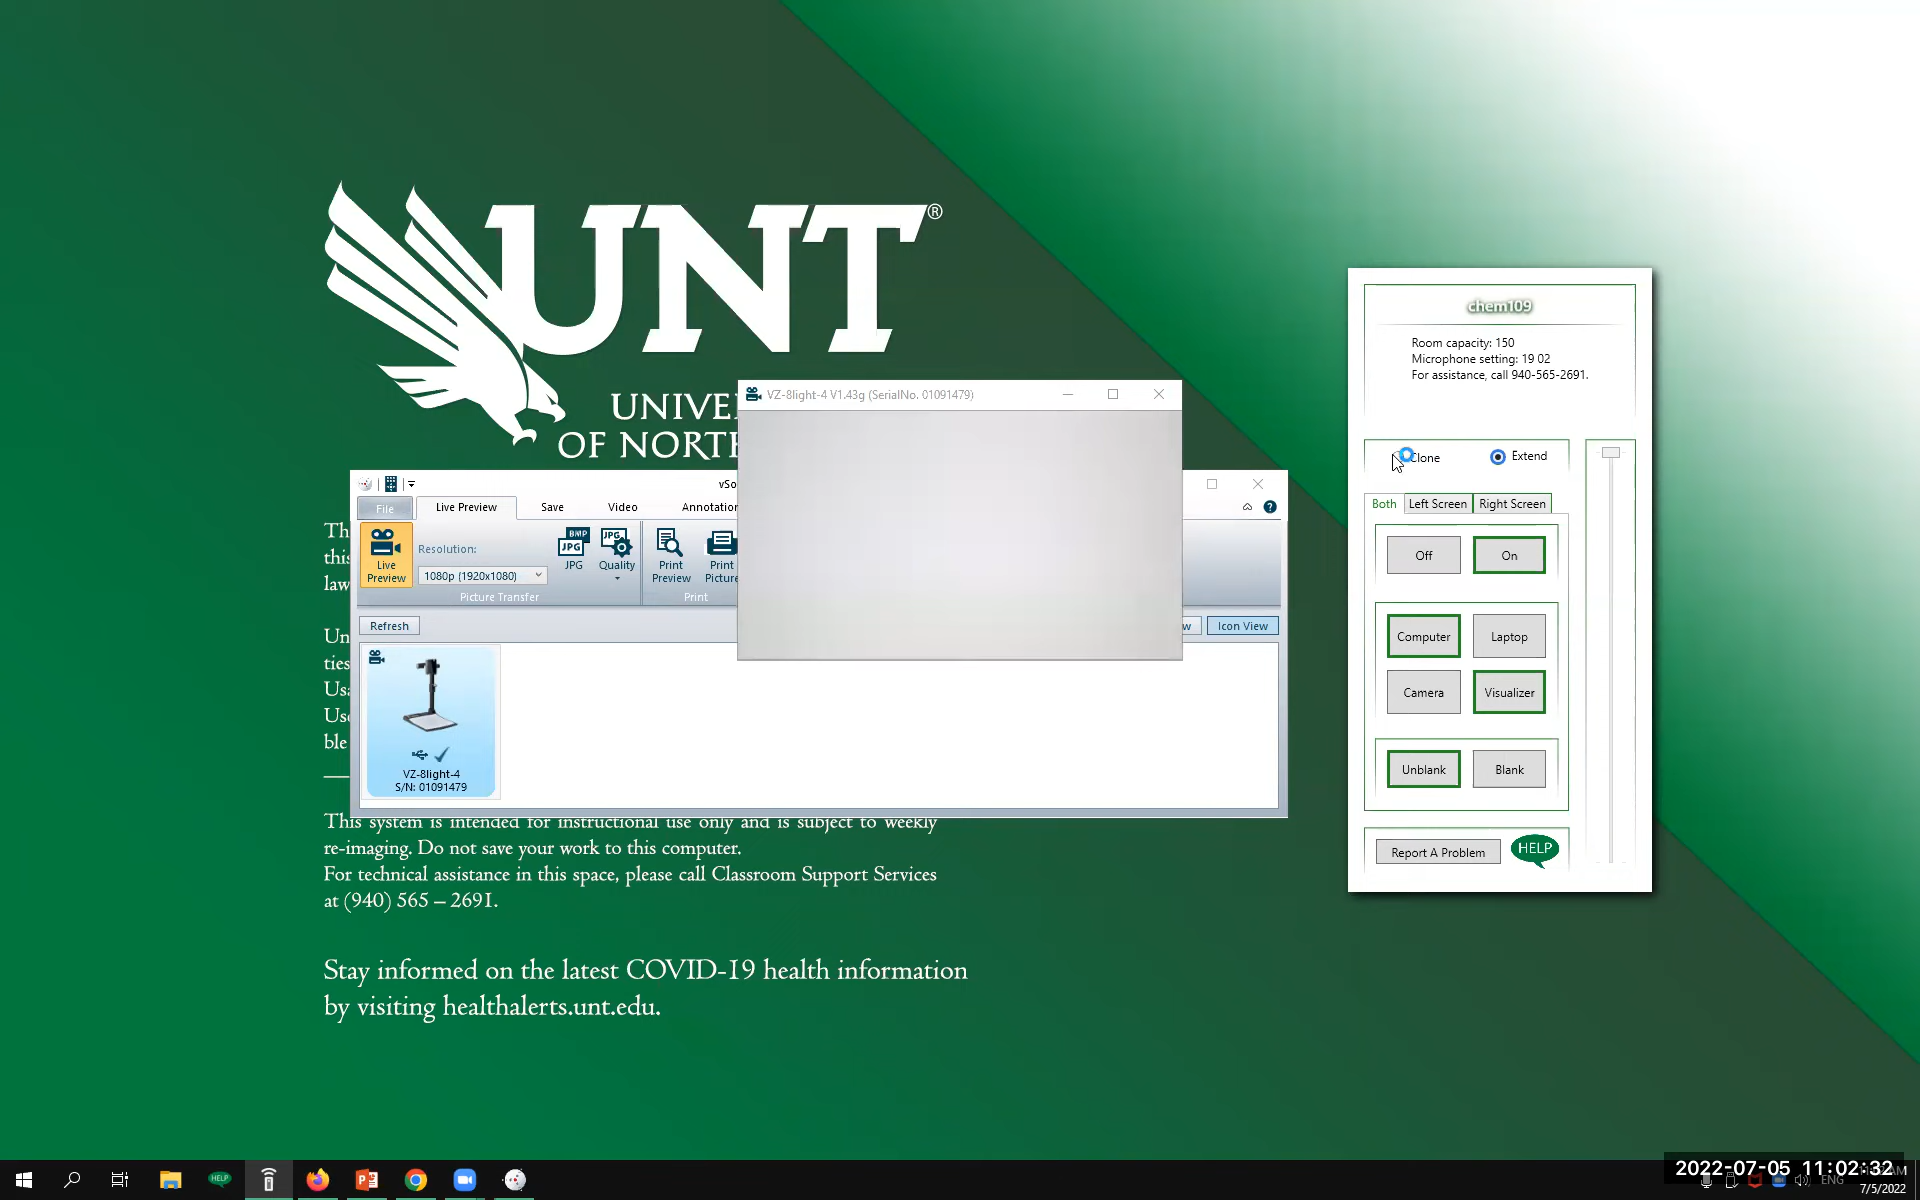 UNT®
UNIVE
OF NORT
chem109
Room capacity: 150
Microphone setting: 19 02
For assistance, call 940-565-2691.
Clone
Extend
Both
Left Screen
Right Screen
Off
On
Computer
Laptop
Camera
Visualizer
Unblank
Blank
Report A Problem
HELP
VZ-8light-4 V1.43g (SerialNo. 01091479)
vSo
File
Live Preview
Save
Video
Annotation
Live
Preview
Resolution:
1080p (1920x1080)
Picture Transfer
BMP
JPG
JPG
JPG
Quality
Print
Preview
Print
Picture
Print
Refresh
w
Icon View
VZ-8light-4
S/N: 01091479
Th
this
law
Un
ties
Usa
Use
ble
This system is intended for instructional use only and is subject to weekly
re-imaging. Do not save your work to this computer.
For technical assistance in this space, please call Classroom Support Services
at (940) 565 – 2691.
Stay informed on the latest COVID-19 health information
by visiting healthalerts.unt.edu.
HELP
2022-07-05 11:02:32
ENG
7/5/2022